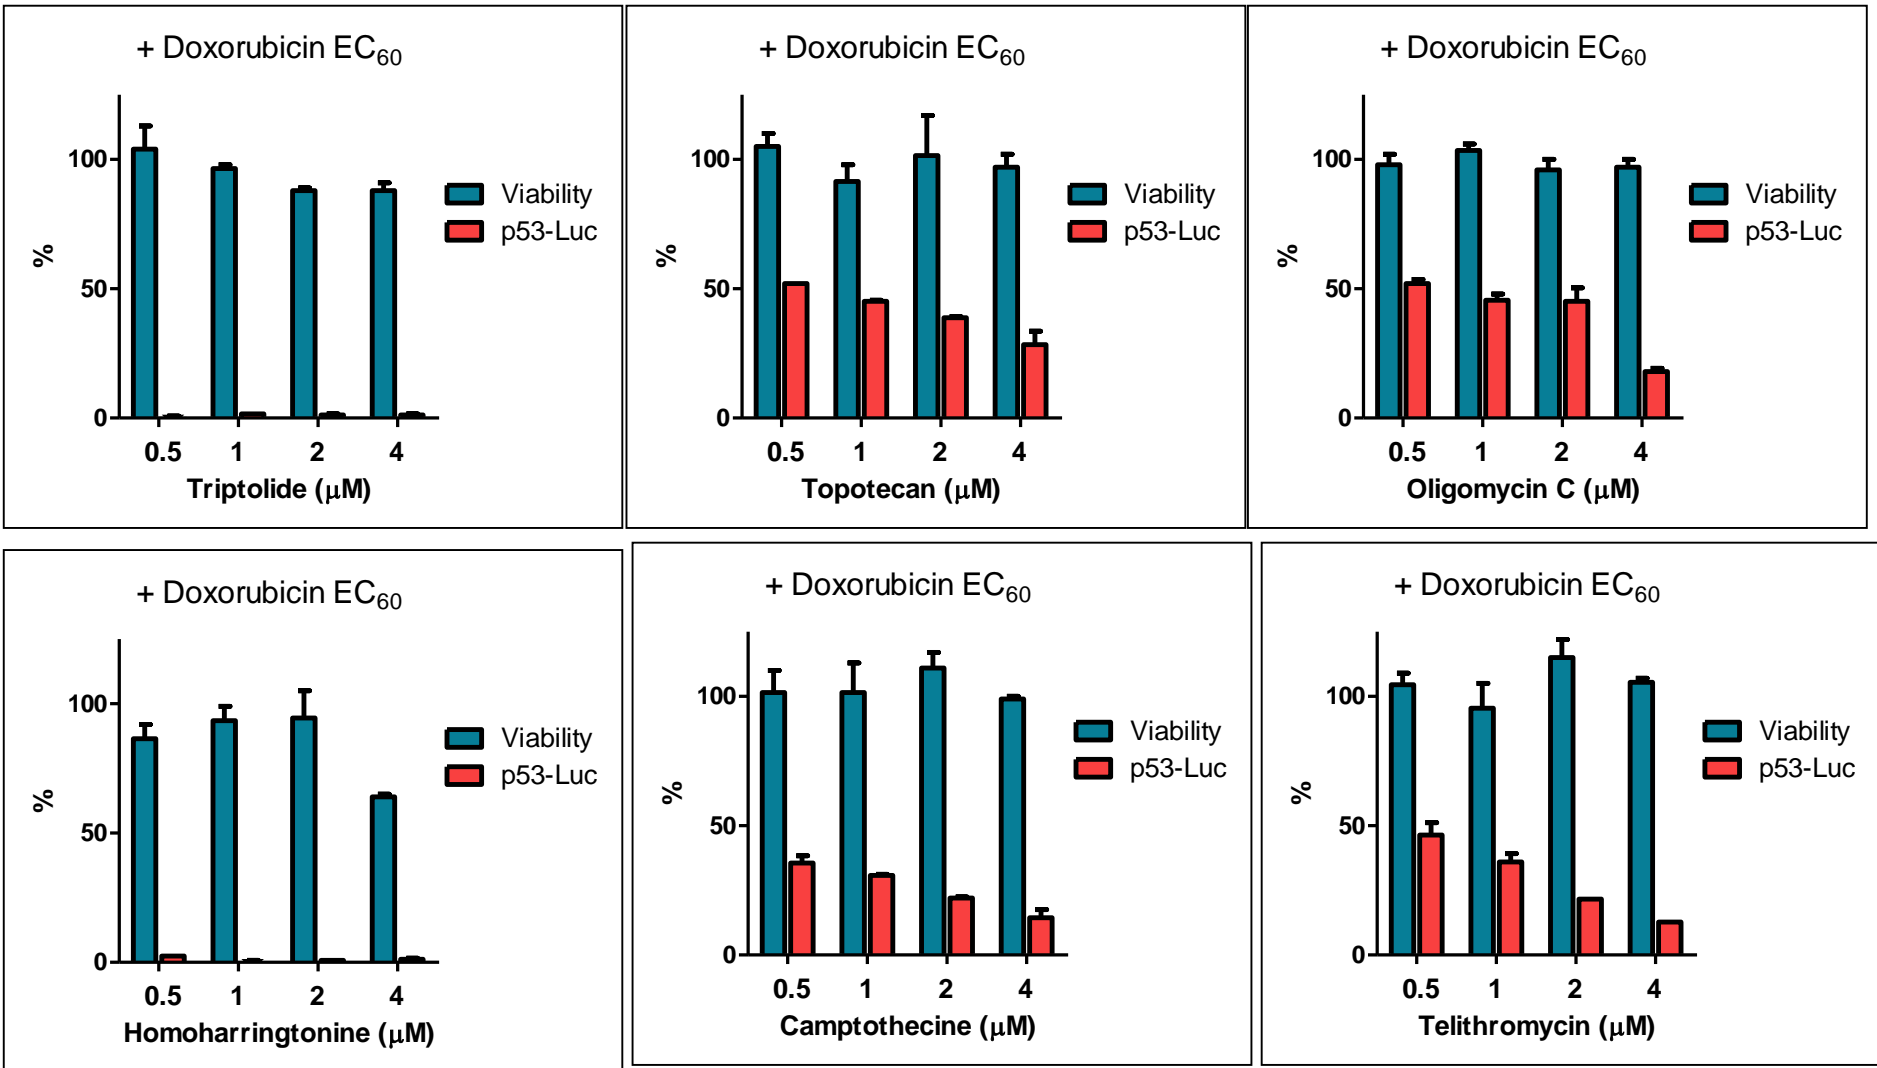 + Doxorubicin EC60
100
50
0
%
Viability
p53-Luc
0.5 1 2 4
Triptolide (μM)
+ Doxorubicin EC60
100
50
0
%
Viability
p53-Luc
0.5 1 2 4
Topotecan (μM)
+ Doxorubicin EC60
100
50
0
%
Viability
p53-Luc
0.5 1 2 4
Oligomycin C (μM)
+ Doxorubicin EC60
100
50
0
%
Viability
p53-Luc
0.5 1 2 4
Homoharringtonine (μM)
+ Doxorubicin EC60
100
50
0
%
Viability
p53-Luc
0.5 1 2 4
Camptothecine (μM)
+ Doxorubicin EC60
100
50
0
%
Viability
p53-Luc
0.5 1 2 4
Telithromycin (μM)